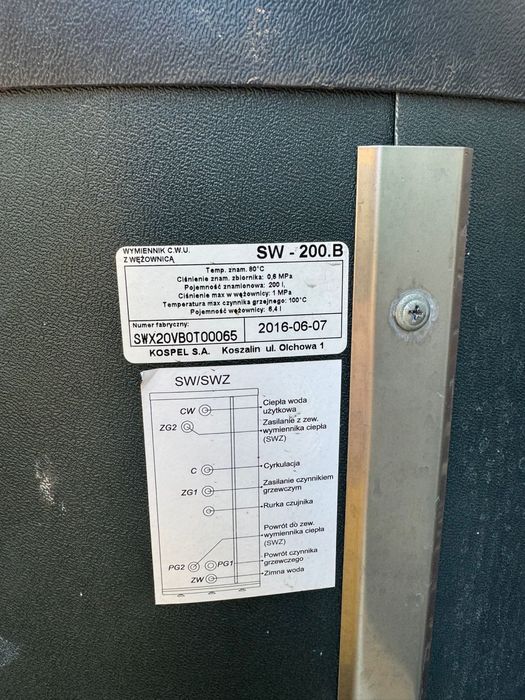 WYMIENNIK C.W.U.
Z WĘŻOWNICĄ
SW - 200.B
Temp. znam. 80°C
Ciśnienie znam. zbiornika: 0,6 MPa
Pojemność znamionowa: 200 l,
Ciśnienie max w wężownicy: 1 MPa
Temperatura max czynnika grzejnego: 100°C
Pojemność wężownicy: 6,4 l
Numer fabryczny:
SWX20VB0T00065
2016-06-07
KOSPEL S.A. Koszalin ul. Olchowa 1
SW/SWZ
CW
Ciepła woda
użytkowa
ZG2
Zasilanie z zew.
wymiennika ciepła
(SWZ)
C
Cyrkulacja
ZG1
Zasilanie czynnikiem
grzewczym
Rurka czujnika
Powrót do zew.
wymiennika ciepła
(SWZ)
PG2
PG1
Powrót czynnika
grzewczego
ZW
Zimna woda